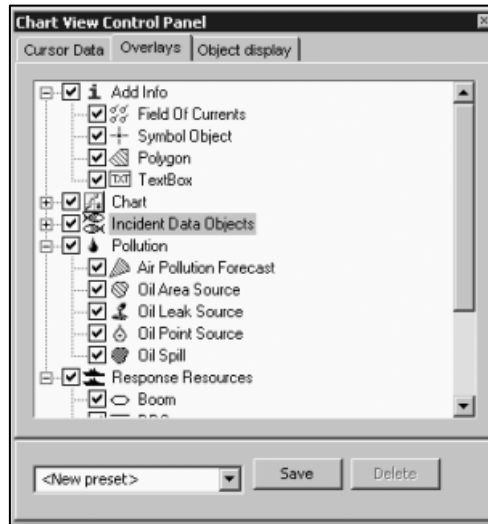 Chart View Control Panel
Cursor Data Overlays Object display
Add Info
Field Of Currents
Symbol Object
Polygon
TXT TextBox
Chart
Incident Data Objects
Pollution
Air Pollution Forecast
Oil Area Source
Oil Leak Source
Oil Point Source
Oil Spill
Response Resources
Boom
<New preset> Save Delete